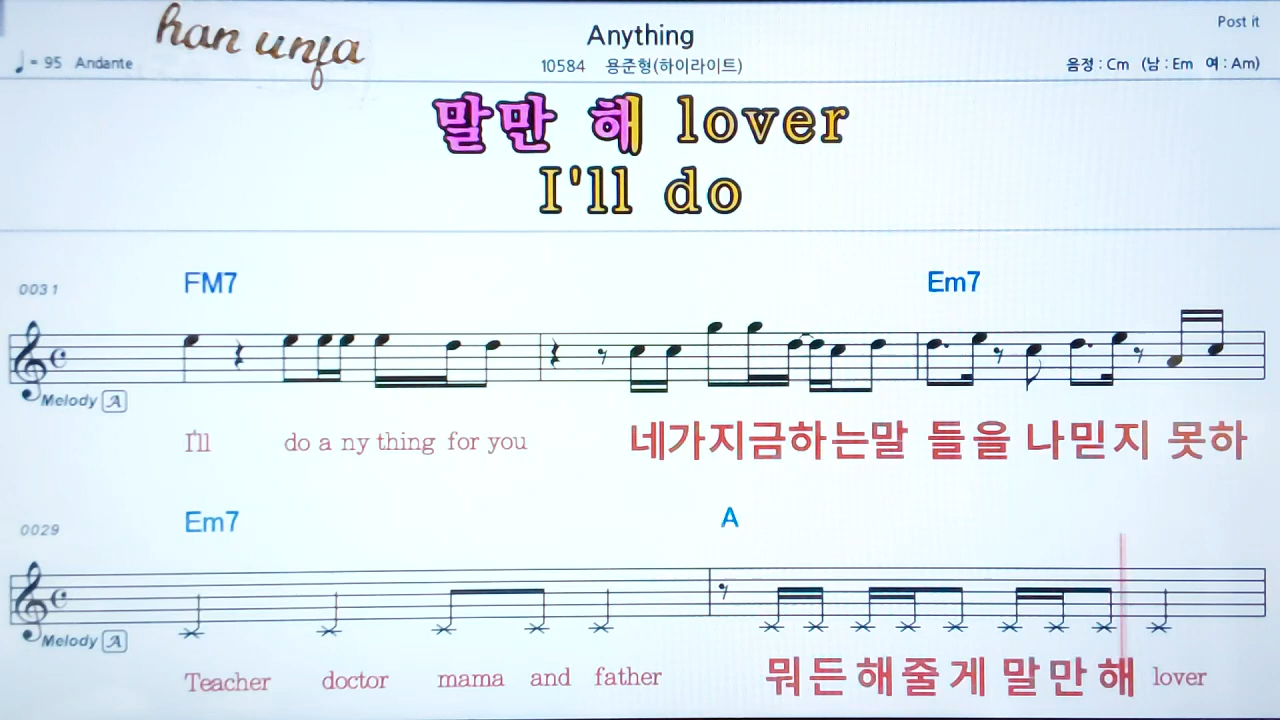 han unfa
Anything
Post it
♩= 95 Andante
10584 용준형(하이라이트)
음정 : Cm (남 : Em 여 : Am)
말만 해 lover
I'll do
0031 FM7 Em7
Melody A
I'll do a ny thing for you 네가지금하는말 들을 나믿지 못하
0029 Em7 A
Melody A
Teacher doctor mama and father 뭐든해줄게 말만해 lover